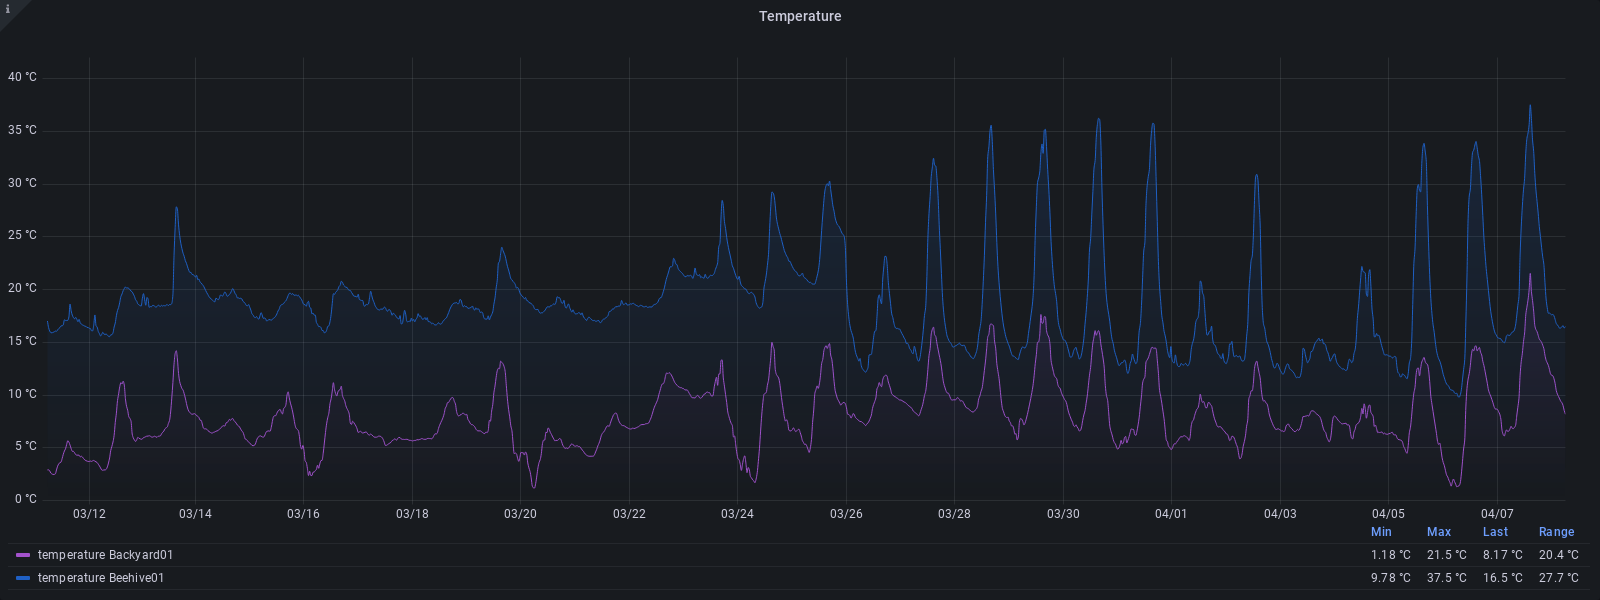 i
Temperature
40 °C
35 °C
30 °C
25 °C
20 °C
15 °C
10 °C
5 °C
0 °C
03/12 03/14 03/16 03/18 03/20 03/22 03/24 03/26 03/28 03/30 04/01 04/03 04/05 04/07
Min Max Last Range
temperature Backyard01 1.18 °C 21.5 °C 8.17 °C 20.4 °C
temperature Beehive01 9.78 °C 37.5 °C 16.5 °C 27.7 °C